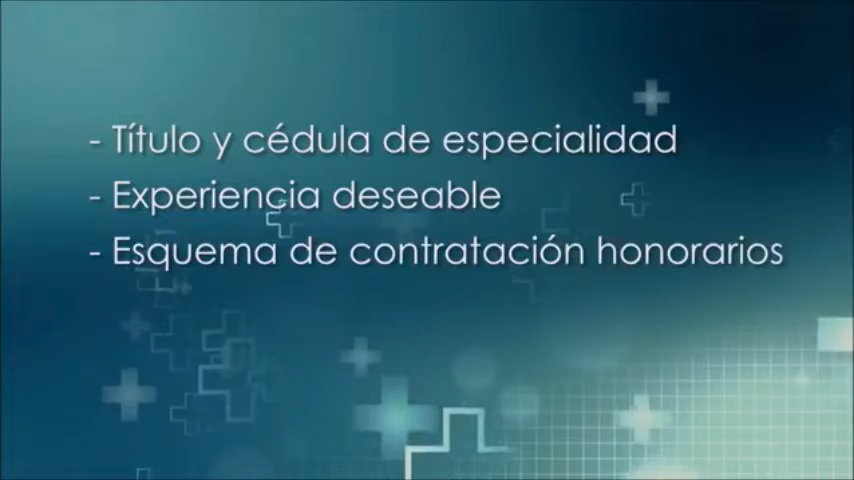 - Título y cédula de especialidad
- Experiencia deseable
- Esquema de contratación honorarios